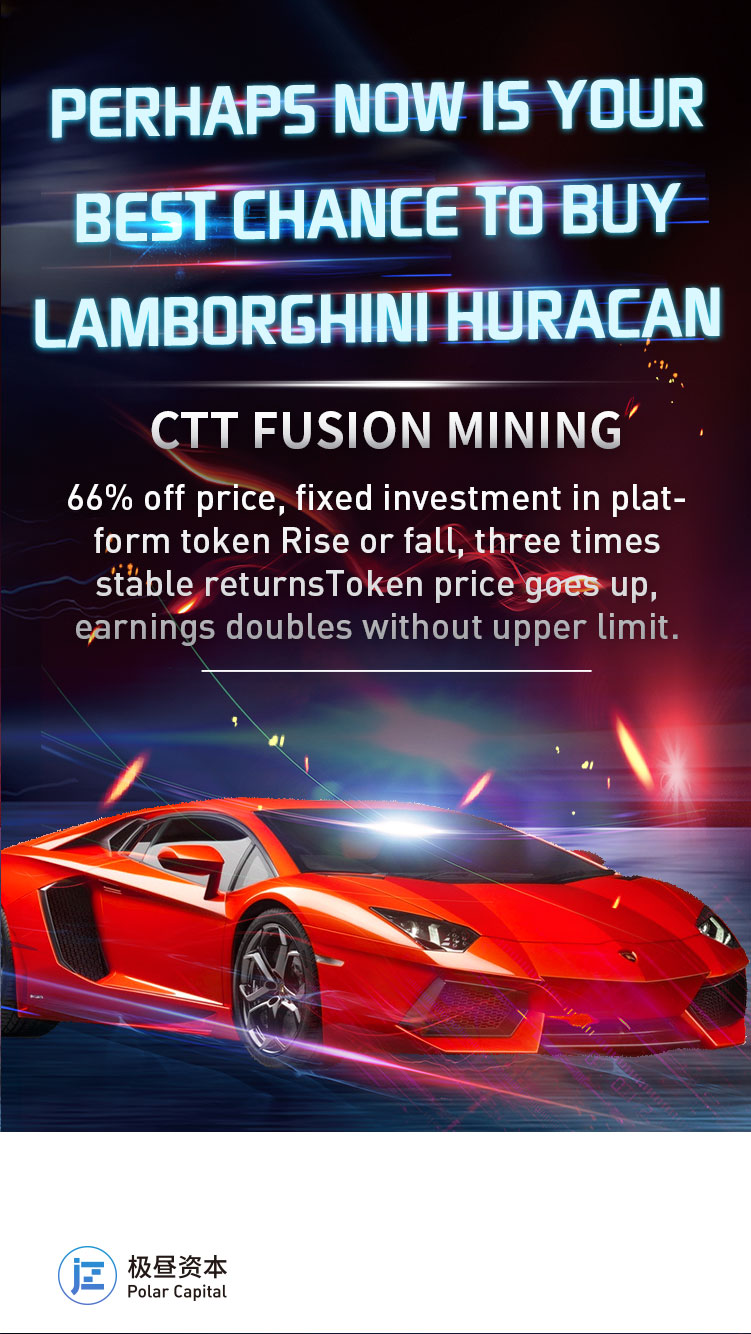 PERHAPS NOW IS YOUR
BEST CHANCE TO BUY
LAMBORGHINI HURACAN
CTT FUSION MINING
66% off price, fixed investment in plat-
form token Rise or fall, three times
stable returnsToken price goes up,
earnings doubles without upper limit.
极昼资本
Polar Capital